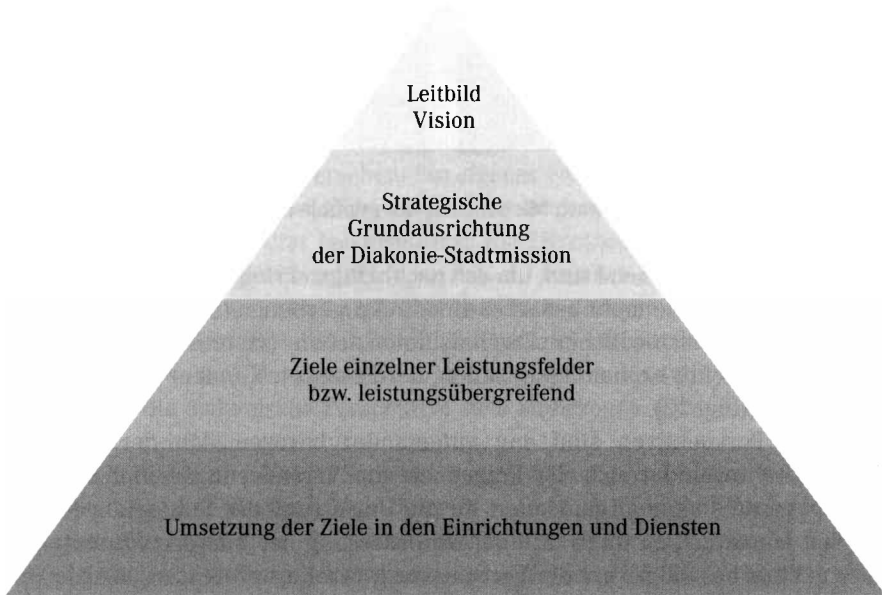 Leitbild
Vision
Strategische
Grundausrichtung
der Diakonie-Stadtmission
Ziele einzelner Leistungsfelder
bzw. leistungsübergreifend
Umsetzung der Ziele in den Einrichtungen und Diensten